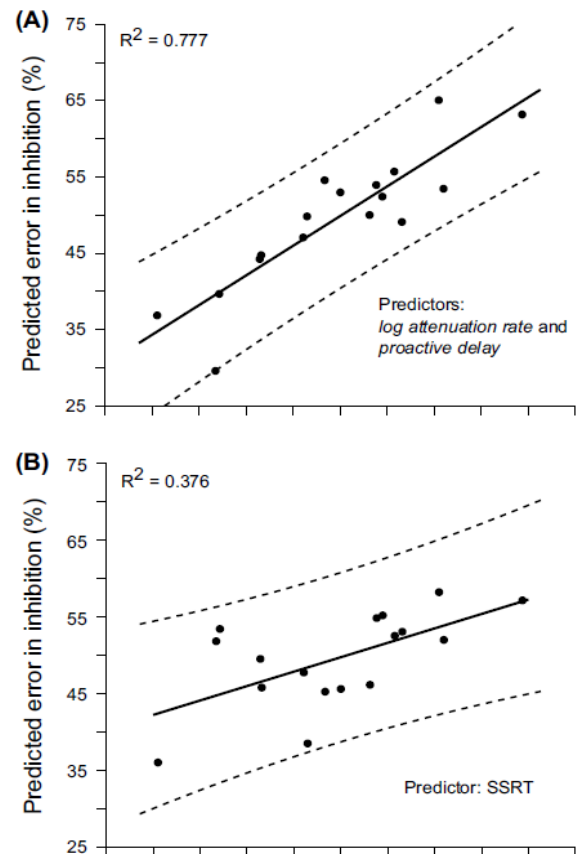 (A)
75
R² = 0.777
65
55
45
35
25
Predicted error in inhibition (%)
Predictors:
log attenuation rate and
proactive delay
(B)
75
R² = 0.376
65
55
45
35
25
Predicted error in inhibition (%)
Predictor: SSRT